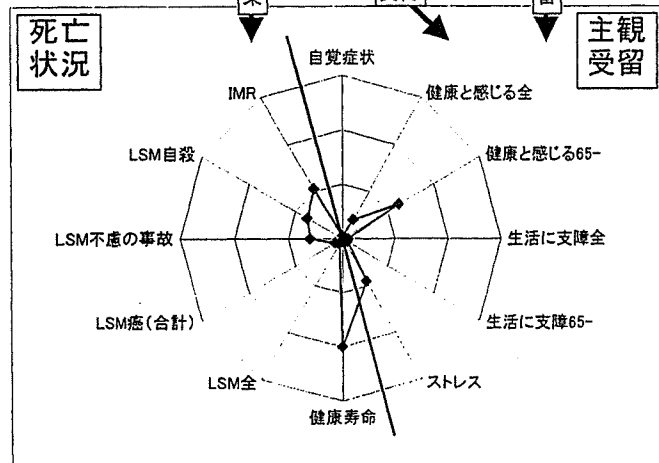 死亡
状況
主観
受留
自覚症状
IMR
健康と感じる全
LSM自殺
健康と感じる65-
LSM不慮の事故
生活に支障全
LSM癌(合計)
生活に支障65-
LSM全
ストレス
健康寿命